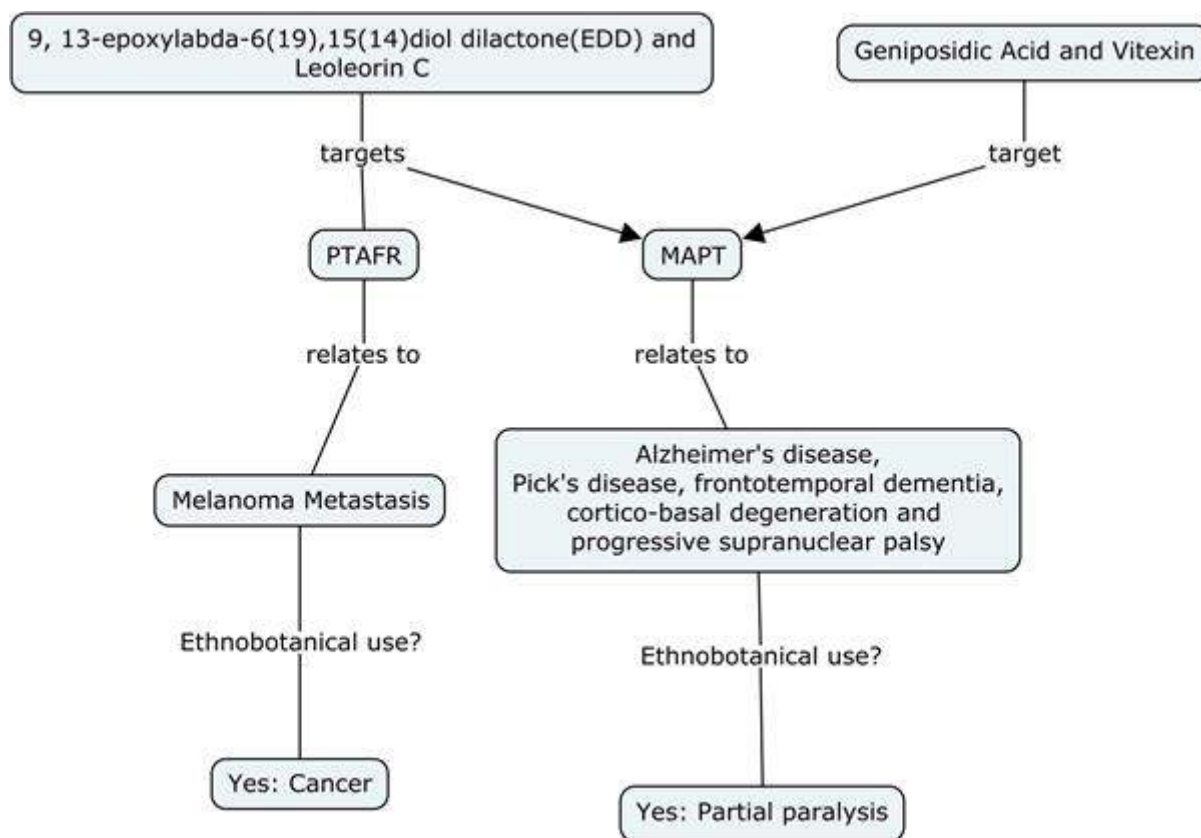 9, 13-epoxylabda-6(19),15(14)diol dilactone(EDD) and
Leoleorin C
Geniposidic Acid and Vitexin
targets
target
PTAFR
MAPT
relates to
relates to
Melanoma Metastasis
Alzheimer's disease,
Pick's disease, frontotemporal dementia,
cortico-basal degeneration and
progressive supranuclear palsy
Ethnobotanical use?
Ethnobotanical use?
Yes: Cancer
Yes: Partial paralysis